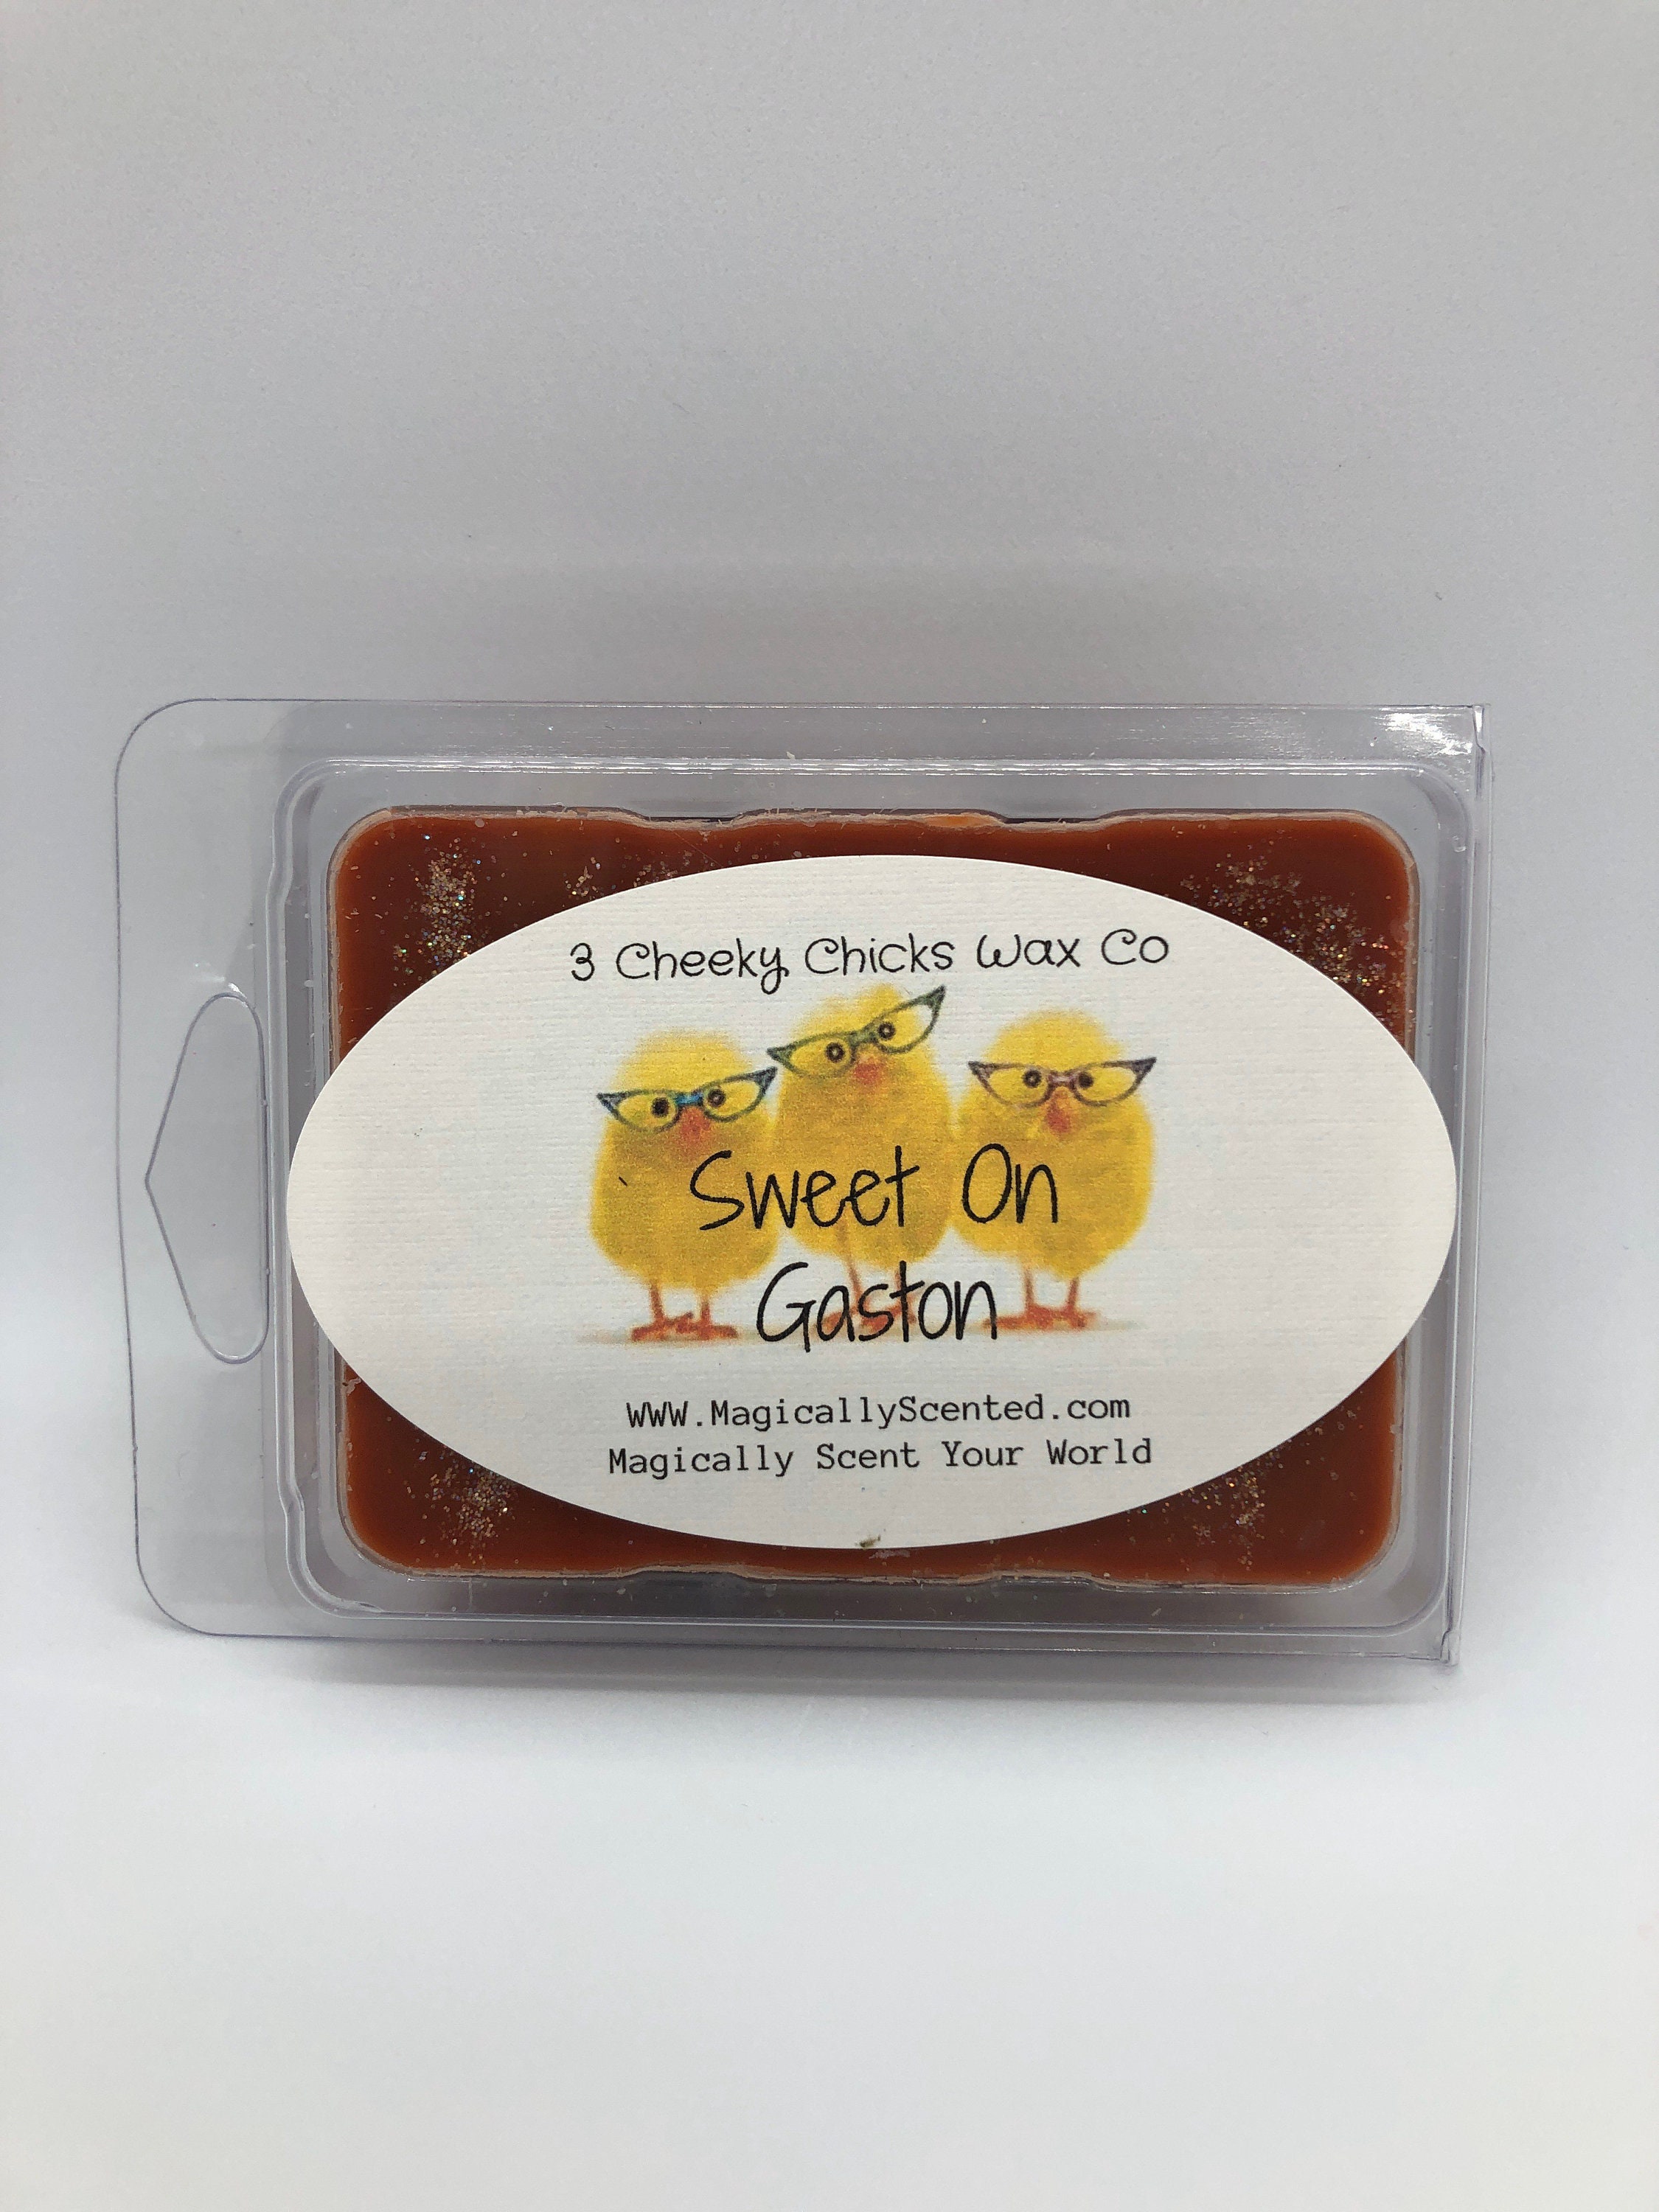 3 Cheeky Chicks Wax Co
Sweet On
Gaston
WWW.MagicallyScented.com
Magically Scent Your World